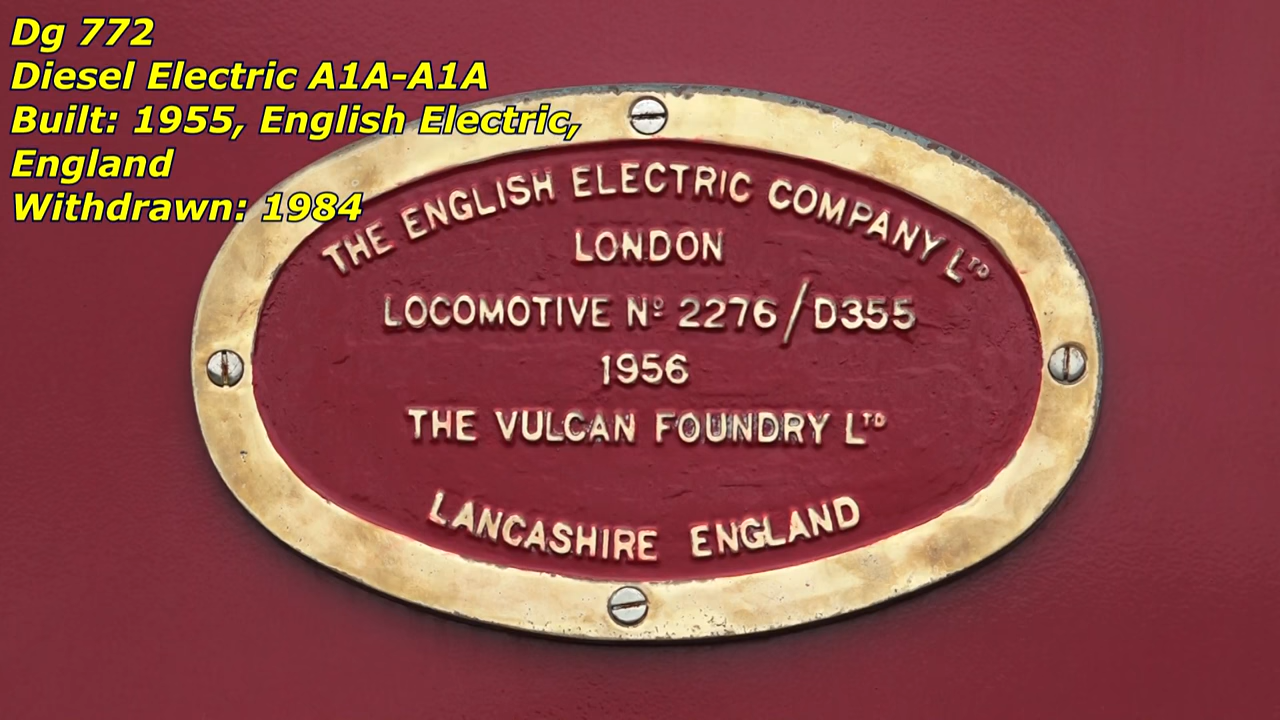 Dg 772
Diesel Electric A1A-A1A
Built: 1955, English Electric,
England
Withdrawn: 1984
THE ENGLISH ELECTRIC COMPANY LTD
LONDON
LOCOMOTIVE Nº 2276/D355
1956
THE VULCAN FOUNDRY LTD
LANCASHIRE ENGLAND